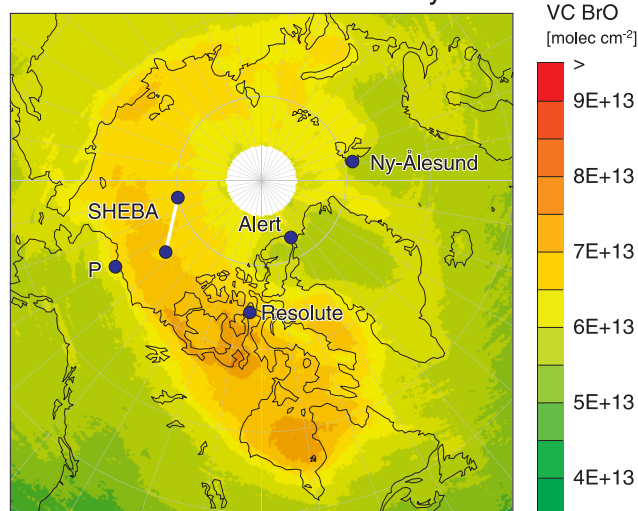 VC BrO
[molec cm⁻²]
>
9E+13
8E+13
7E+13
6E+13
5E+13
4E+13
Ny-Ålesund
SHEBA
Alert
P
Resolute